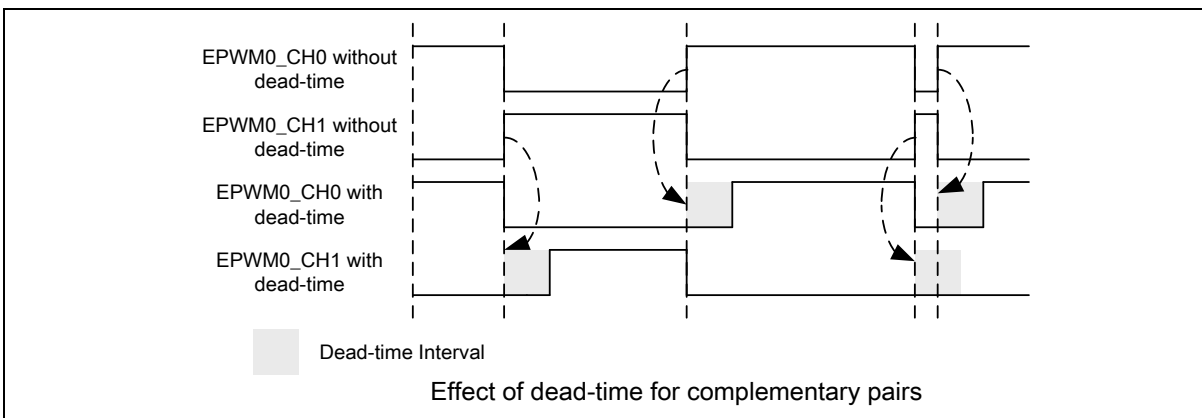 EPWM0_CH0 without
dead-time
EPWM0_CH1 without
dead-time
EPWM0_CH0 with
dead-time
EPWM0_CH1 with
dead-time
Dead-time Interval
Effect of dead-time for complementary pairs